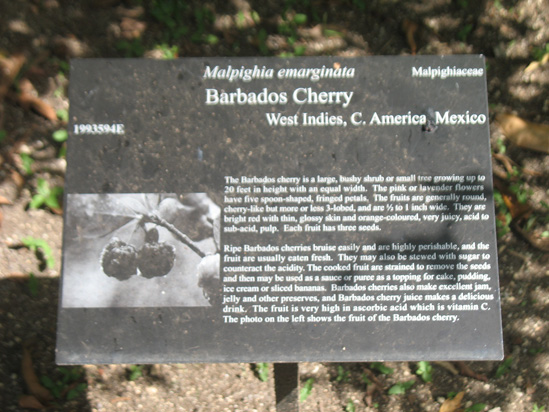 Malpighia emarginata
Malpighiaceae
Barbados Cherry
West Indies, C. America, Mexico
1993594E
The Barbados cherry is a large, bushy shrub or small tree growing up to
20 feet in height with an equal width. The pink or lavender flowers
have five spoon-shaped, fringed petals. The fruits are generally round,
cherry-like but more or less 3-lobed, and are ½ to 1 inch wide. They are
bright red with thin, glossy skin and orange-coloured, very juicy, acid to
sub-acid, pulp. Each fruit has three seeds.
Ripe Barbados cherries bruise easily and are highly perishable, and the
fruit are usually eaten fresh. They may also be stewed with sugar to
counteract the acidity. The cooked fruit are strained to remove the seeds
and then may be used as a sauce or puree as a topping for cake, pudding,
ice cream or sliced bananas. Barbados cherries also make excellent jam,
jelly and other preserves, and Barbados cherry juice makes a delicious
drink. The fruit is very high in ascorbic acid which is vitamin C.
The photo on the left shows the fruit of the Barbados cherry.